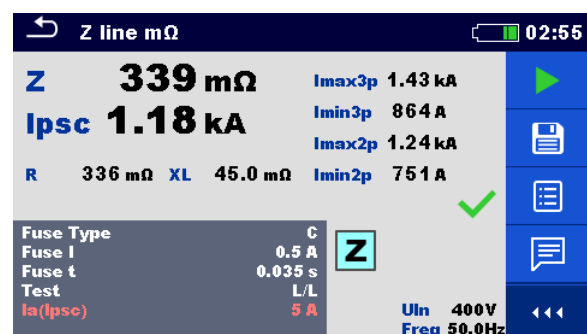 Z line mΩ 02:55
Z 339 mΩ
Ipsc 1.18 kA
R 336 mΩ XL 45.0 mΩ
Imax3p 1.43 kA
Imin3p 864 A
Imax2p 1.24 kA
Imin2p 751 A
Fuse Type C
Fuse I 0.5 A
Fuse t 0.035 s
Test L/L
Ia(Ipsc) 5 A
Z
Uln 400V
Freq 50.0Hz